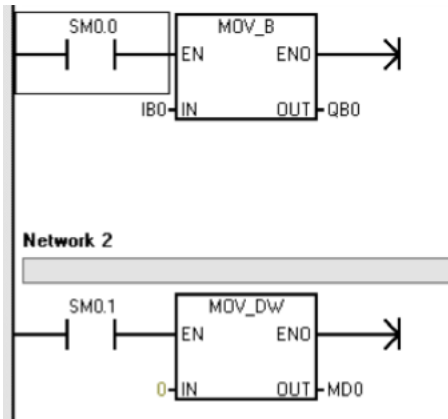 SM0.0 MOV_B
EN ENO
IB0 IN OUT QB0
Network 2
SM0.1 MOV_DW
EN ENO
0 IN OUT MD0